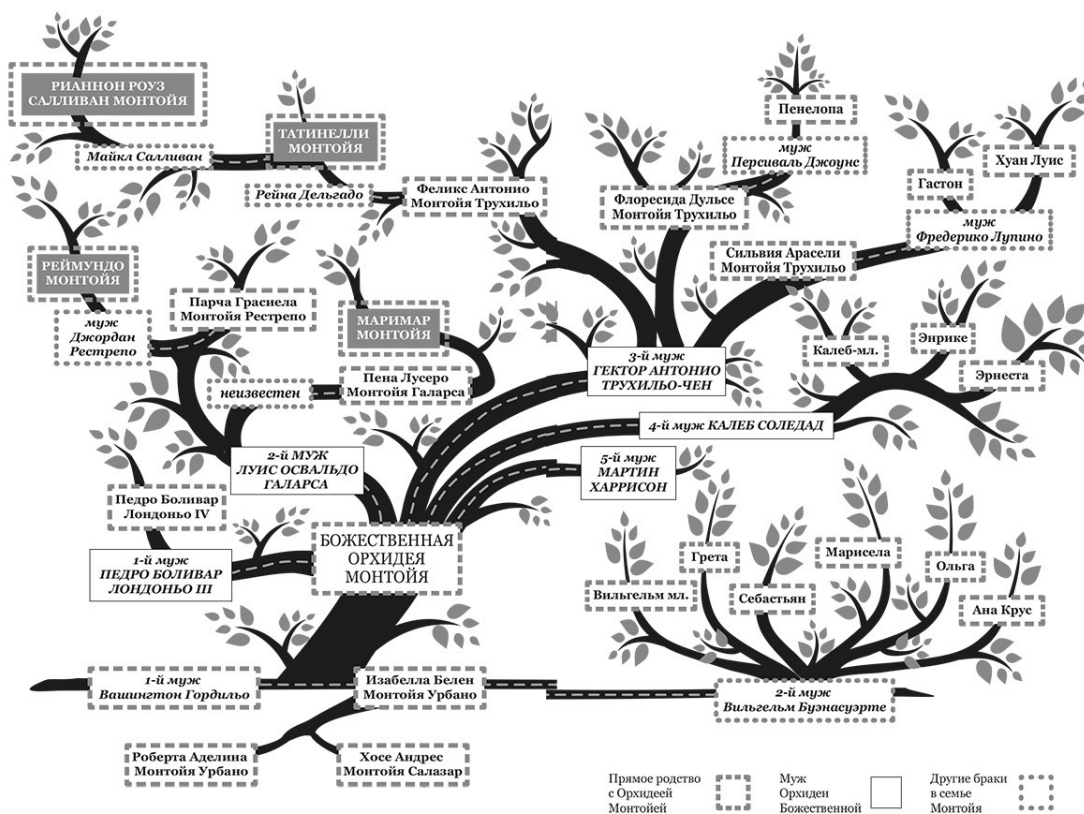 РИАННОН РОУЗ
САЛЛИВАН МОНТОЙЯ
Майкл Салливан
ТАТИНЕЛЛИ
МОНТОЙЯ
Рейна Дельгадо
Феликс Антонио
Монтойя Трухильо
Пенелопа
муж
Персиваль Джоунс
Флоресида Дульсе
Монтойя Трухильо
Хуан Луис
Гастон
муж
Фредерико Лупино
Сильвия Арасели
Монтойя Трухильо
РЕЙМУНДО
МОНТОЙЯ
муж
Джордан
Рестрепо
Парча Грасиела
Монтойя Рестрепо
МАРИМАР
МОНТОЙЯ
неизвестен
Пена Лусеро
Монтойя Галарса
3-й муж
ГЕКТОР АНТОНИО
ТРУХИЛЬО-ЧЕН
Калеб-мл.
Энрике
Эрнеста
4-й муж КАЛЕБ СОЛЕДАД
2-й МУЖ
ЛУИС ОСВАЛЬДО
ГАЛАРСА
5-й муж
МАРТИН
ХАРРИСОН
Педро Боливар
Лондоньо IV
1-й муж
ПЕДРО БОЛИВАР
ЛОНДОНЬО III
БОЖЕСТВЕННАЯ
ОРХИДЕЯ
МОНТОЙЯ
Вильгельм мл.
Грета
Себастьян
Марисела
Ольга
Ана Крус
1-й муж
Вашингтон Гордильо
Изабелла Белен
Монтойя Урбано
2-й муж
Вильгельм Буэнасуэрте
Роберта Аделина
Монтойя Урбано
Хосе Андрес
Монтойя Салазар
Прямое родство
с Орхидеей
Монтойей
Муж
Орхидеи
Божественной
Другие браки
в семье
Монтойя